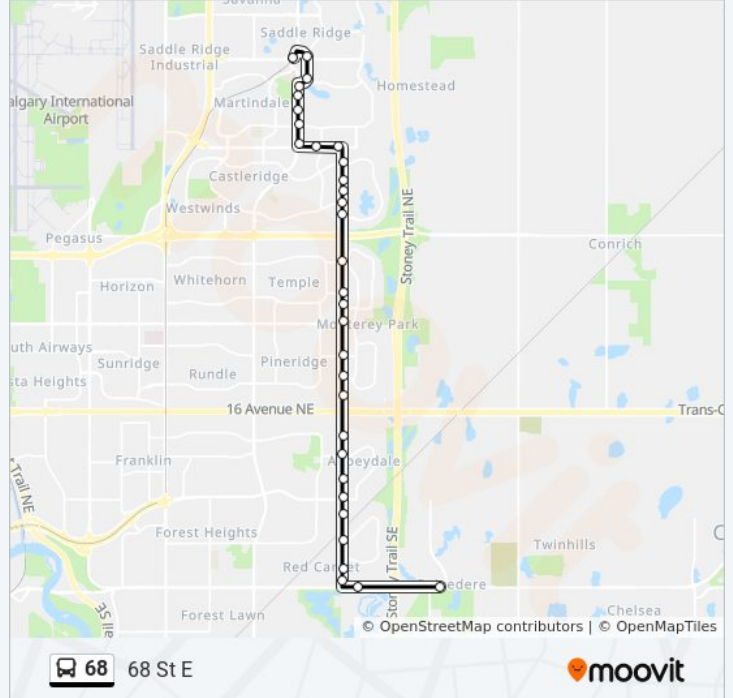 Savanna
Saddle Ridge
Saddle Ridge
Industrial
Homestead
algary International
Airport
Martindale
Castleridge
Westwinds
Stoney Trail NE
Pegasus
Conrich
Horizon
Whitehorn
Temple
Monterey Park
uth Airways
Sunridge
Pineridge
sta Heights
Rundle
16 Avenue NE
Trans-C
Franklin
Abbeydale
r Trail NE
Forest Heights
Stoney Trail SE
Twinhills
C
Red Carpet
edere
Chelsea
Forest Lawn
ail SE
© OpenStreetMap contributors | © OpenMapTiles
68 68 St E
moovit